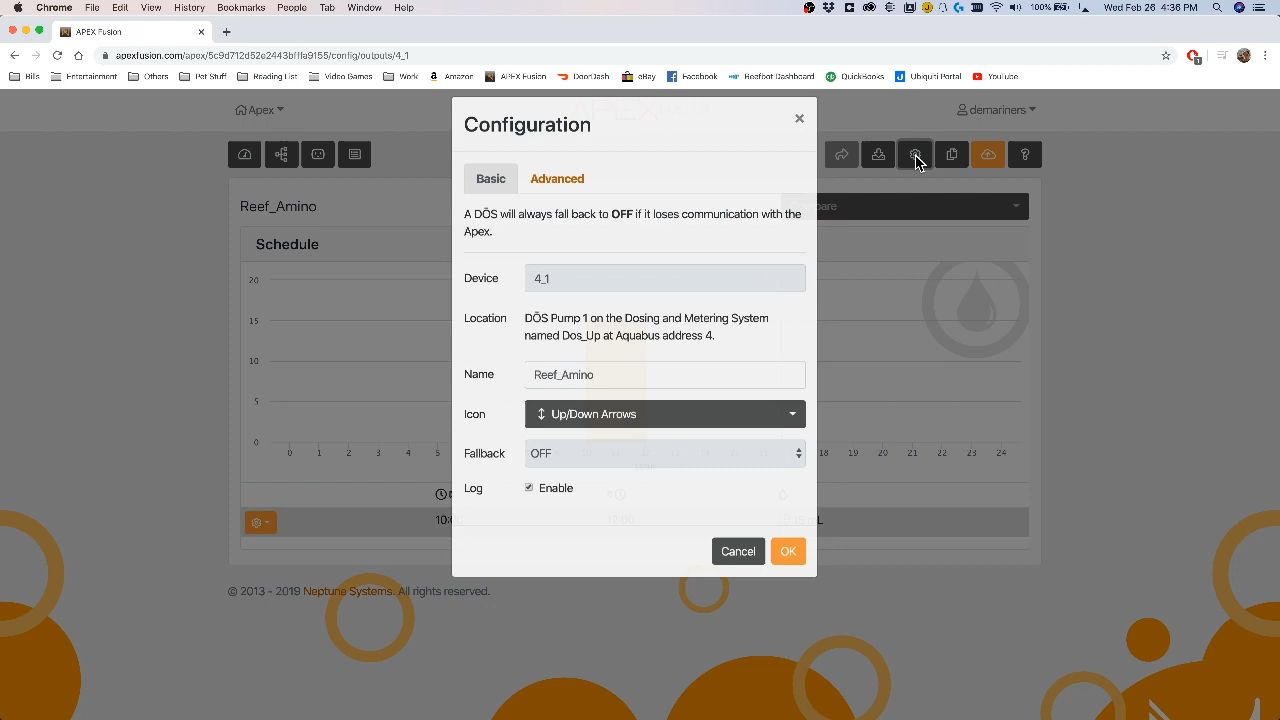 Chrome File Edit View History Bookmarks People Tab Window Help 100% Wed Feb 26 4:36 PM
APEX Fusion
apexfusion.com/apex/5c9d712d52e2443bfffa9155/config/outputs/4_1
Bills Entertainment Others Pet Stuff Reading List Video Games Work Amazon APEX Fusion DoorDash eBay Facebook Reefbot Dashboard QuickBooks Ubiquiti Portal YouTube
Apex demariners
Configuration ×
Basic Advanced
Reef_Amino
A DŌS will always fall back to OFF if it loses communication with the
Apex.
Schedule
Device 4_1
Location DŌS Pump 1 on the Dosing and Metering System
named Dos_Up at Aquabus address 4.
Name Reef_Amino
Icon Up/Down Arrows
Fallback OFF
Log Enable
20
15
10
5
0
0 1 2 3 4 5 18 19 20 21 22 23 24
Cancel OK
© 2013 - 2019 Neptune Systems. All rights reserved.